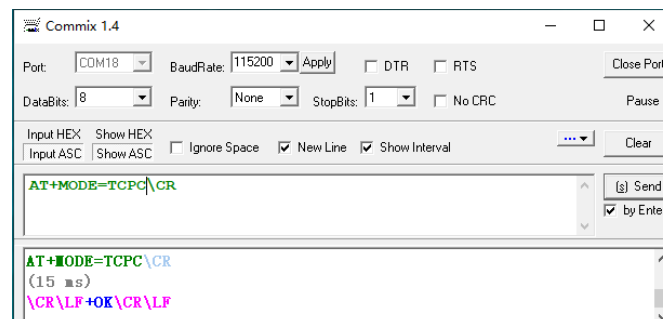 Commix 1.4
Port: COM18 BaudRate: 115200 Apply DTR RTS Close Port
DataBits: 8 Parity: None StopBits: 1 No CRC Pause
Input HEX Show HEX
Input ASC Show ASC Ignore Space New Line Show Interval ... Clear
AT+MODE=TCPC\CR
(s) Send
by Ente
AT+MODE=TCPC\CR
(15 ms)
\CR\LF+OK\CR\LF